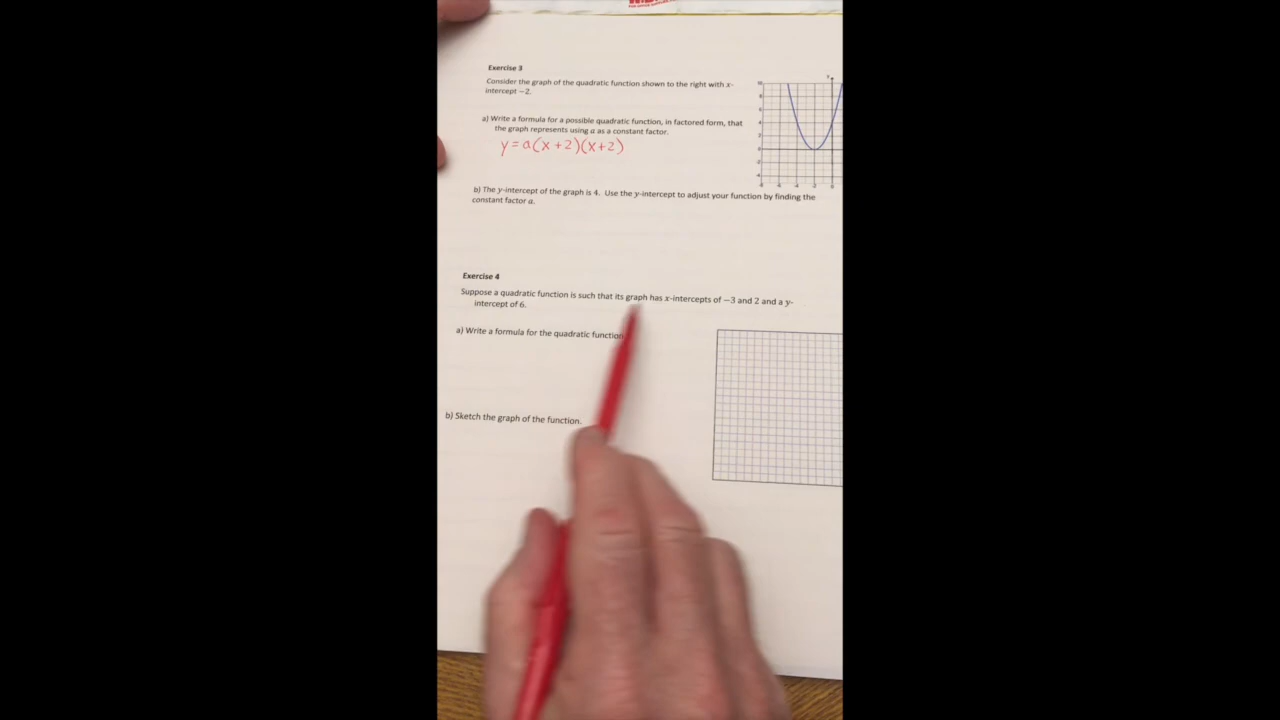 Exercise 3
Consider the graph of the quadratic function shown to the right with x-
intercept −2.
a) Write a formula for a possible quadratic function, in factored form, that
the graph represents using a as a constant factor.
y = a(x + 2)(x + 2)
b) The y-intercept of the graph is 4. Use the y-intercept to adjust your function by finding the
constant factor a.
Exercise 4
Suppose a quadratic function is such that its graph has x-intercepts of −3 and 2 and a y-
intercept of 6.
a) Write a formula for the quadratic function
b) Sketch the graph of the function.